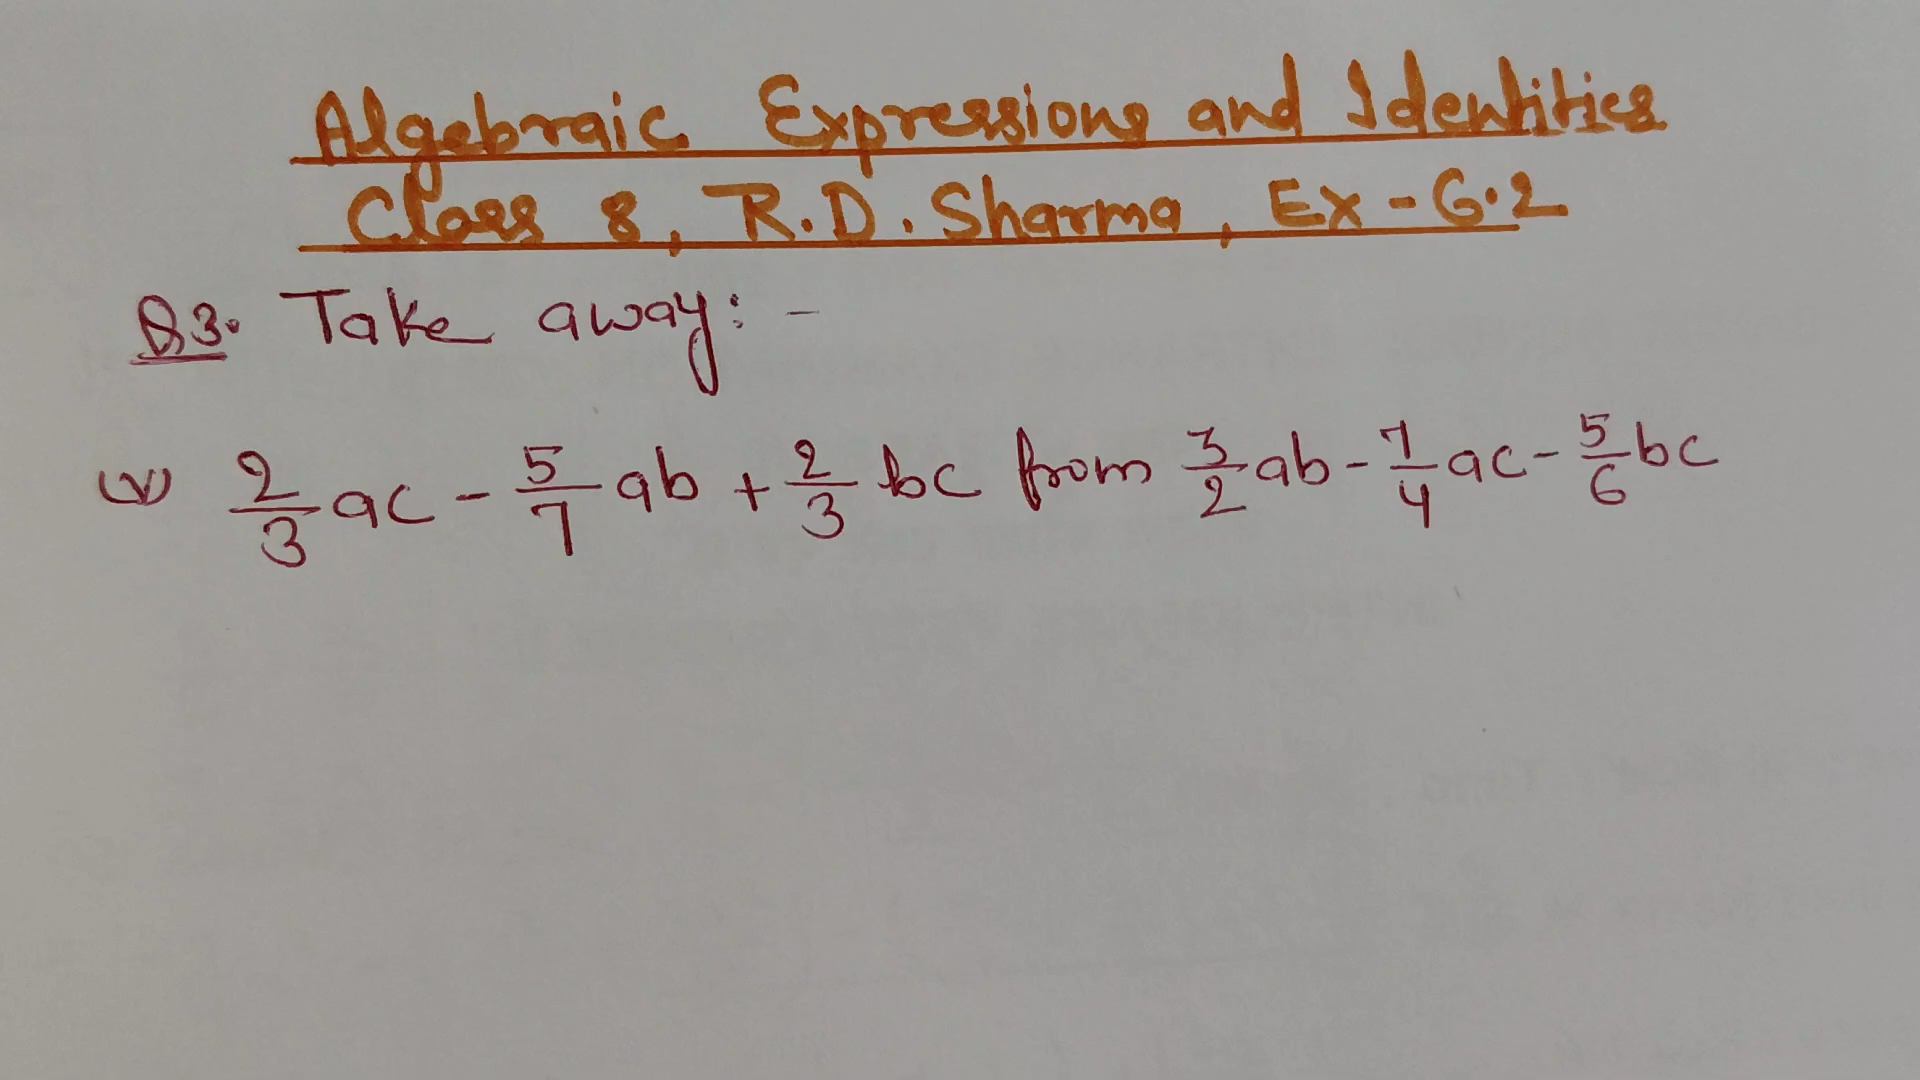 Algebraic Expressions and Identities
Class 8, R.D. Sharma, Ex-6.2
Q3. Take away:-
(v) 2/3 ac - 5/7 ab + 2/3 bc from 3/2 ab - 7/4 ac - 5/6 bc